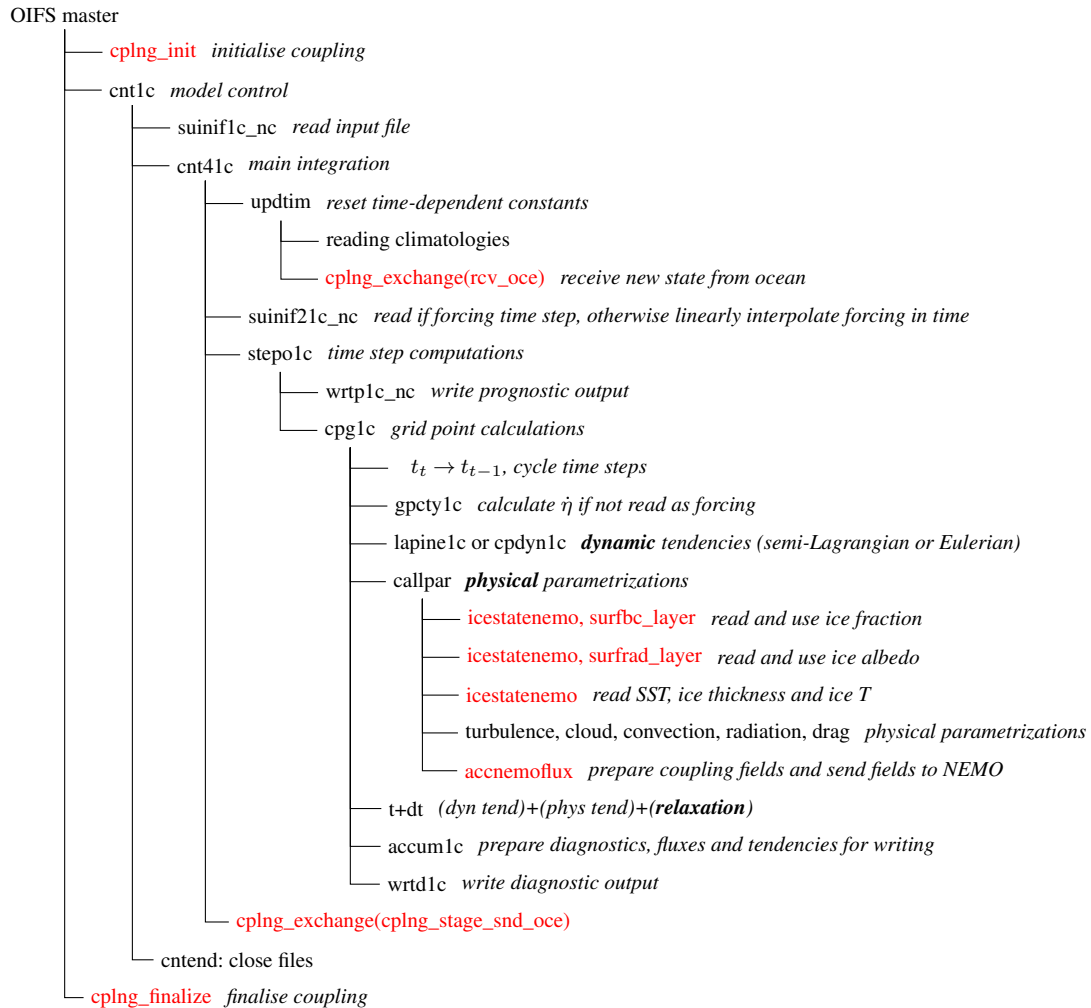 OIFS master
cplng_init initialise coupling
cnt1c model control
suinif1c_nc read input file
cnt41c main integration
updtim reset time-dependent constants
reading climatologies
cplng_exchange(rcv_oce) receive new state from ocean
suinif21c_nc read if forcing time step, otherwise linearly interpolate forcing in time
stepo1c time step computations
wrtp1c_nc write prognostic output
cpg1c grid point calculations
t_t → t_{t−1}, cycle time steps
gpcty1c calculate η̇ if not read as forcing
lapine1c or cpdyn1c dynamic tendencies (semi-Lagrangian or Eulerian)
callpar physical parametrizations
icestatenemo, surfbc_layer read and use ice fraction
icestatenemo, surfrad_layer read and use ice albedo
icestatenemo read SST, ice thickness and ice T
turbulence, cloud, convection, radiation, drag physical parametrizations
accnemoflux prepare coupling fields and send fields to NEMO
t+dt (dyn tend)+(phys tend)+(relaxation)
accum1c prepare diagnostics, fluxes and tendencies for writing
wrtd1c write diagnostic output
cplng_exchange(cplng_stage_snd_oce)
cntend: close files
cplng_finalize finalise coupling